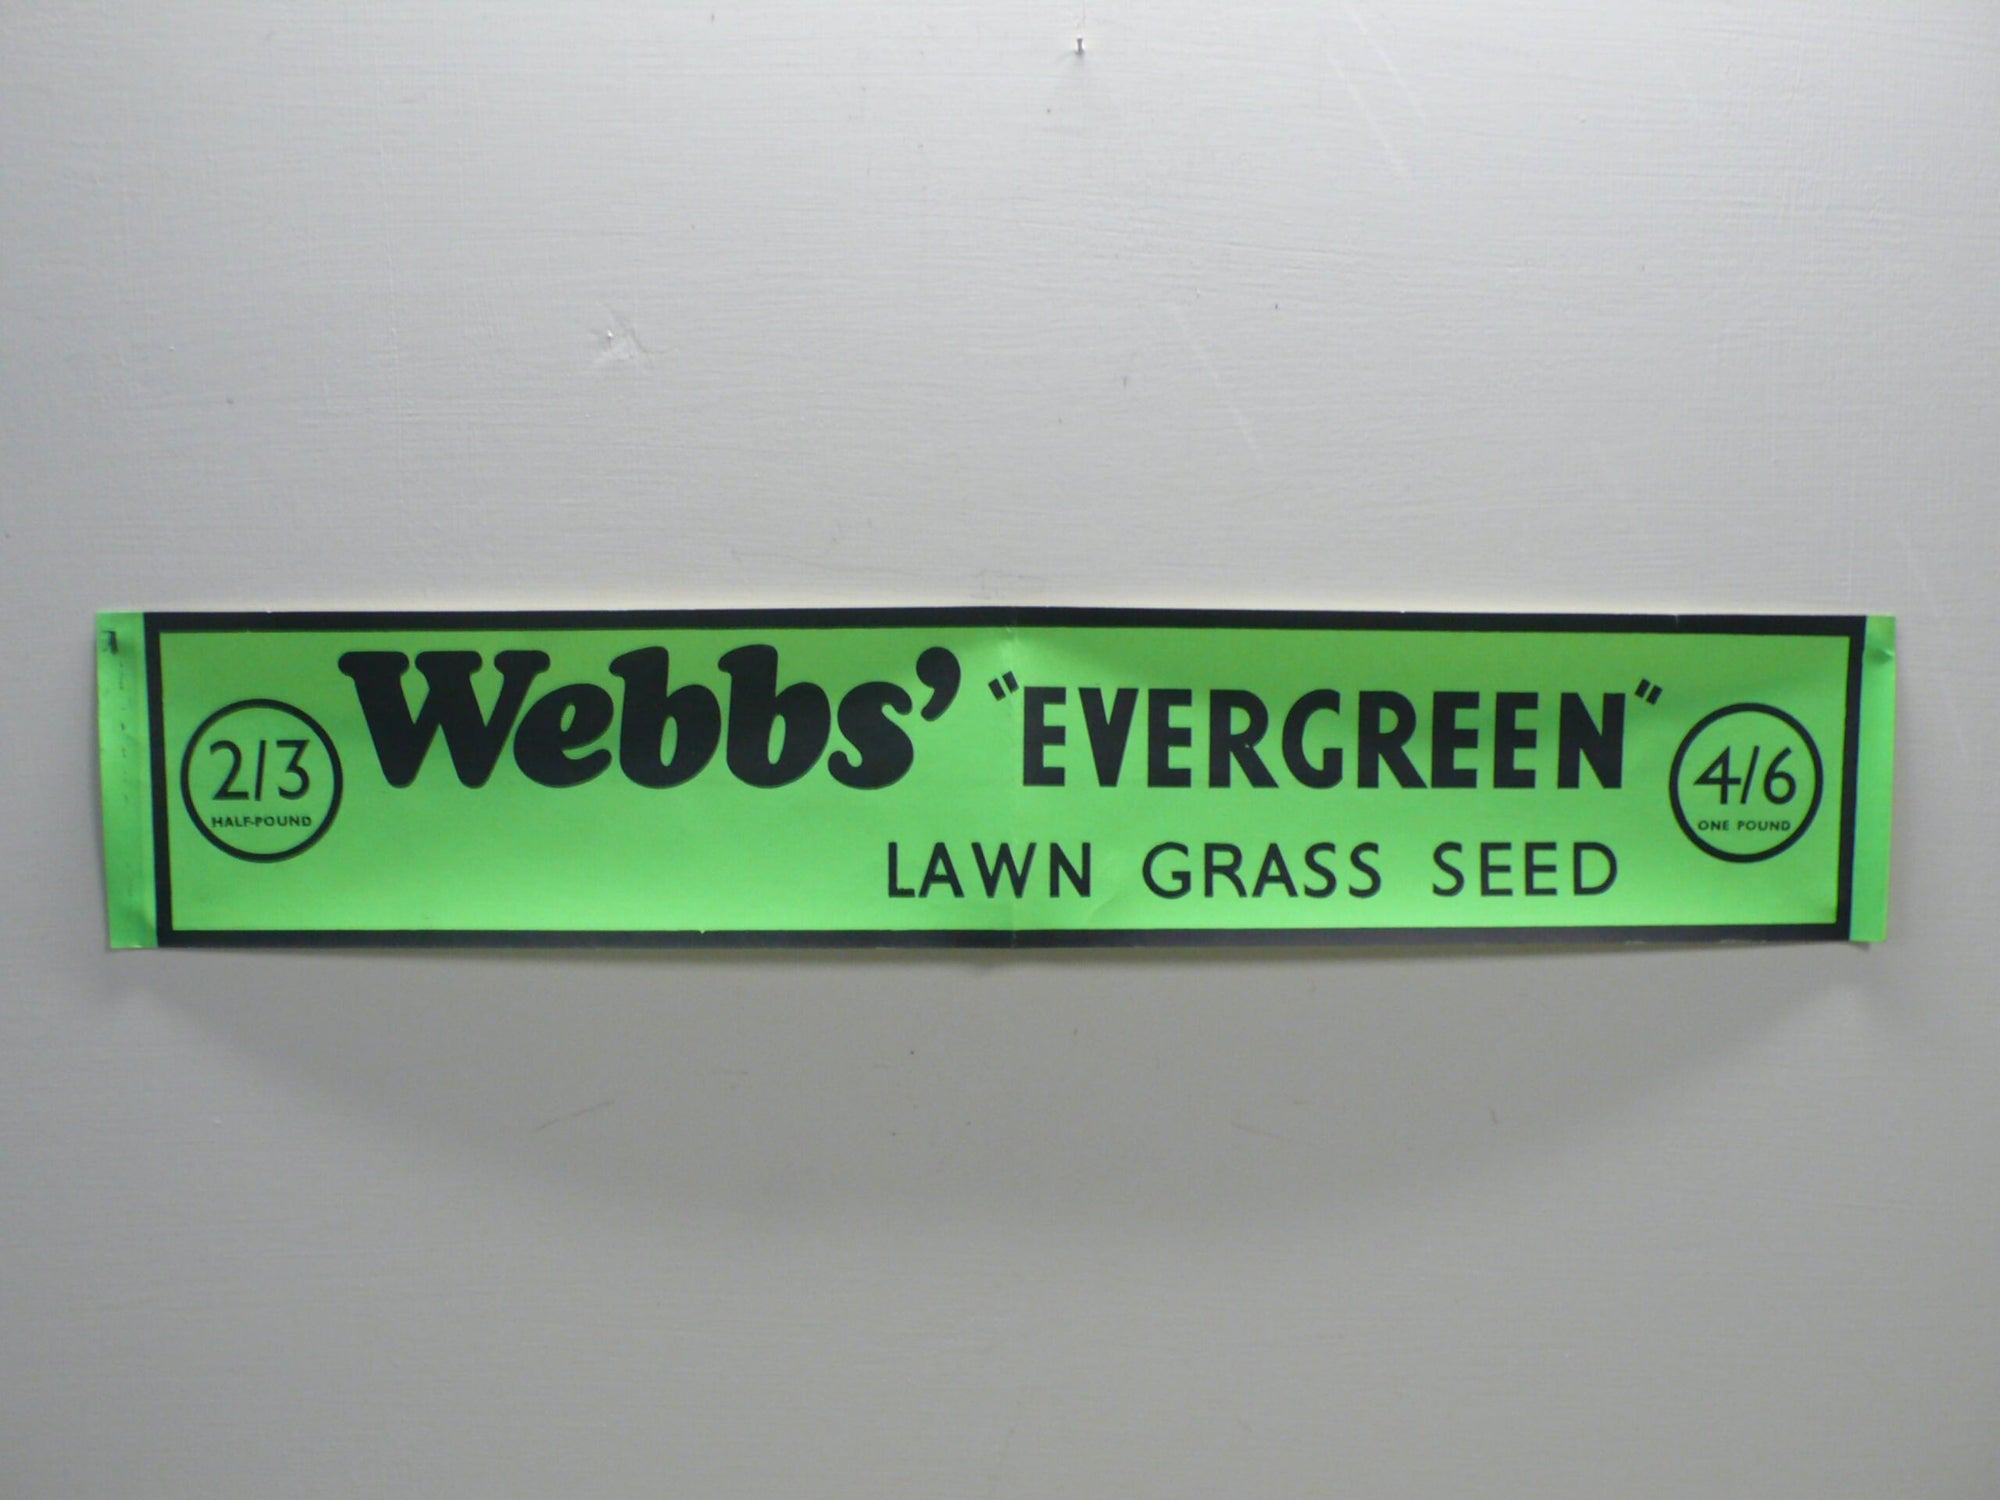 Webbs' "EVERGREEN"
LAWN GRASS SEED
2/3
HALF-POUND
4/6
ONE POUND